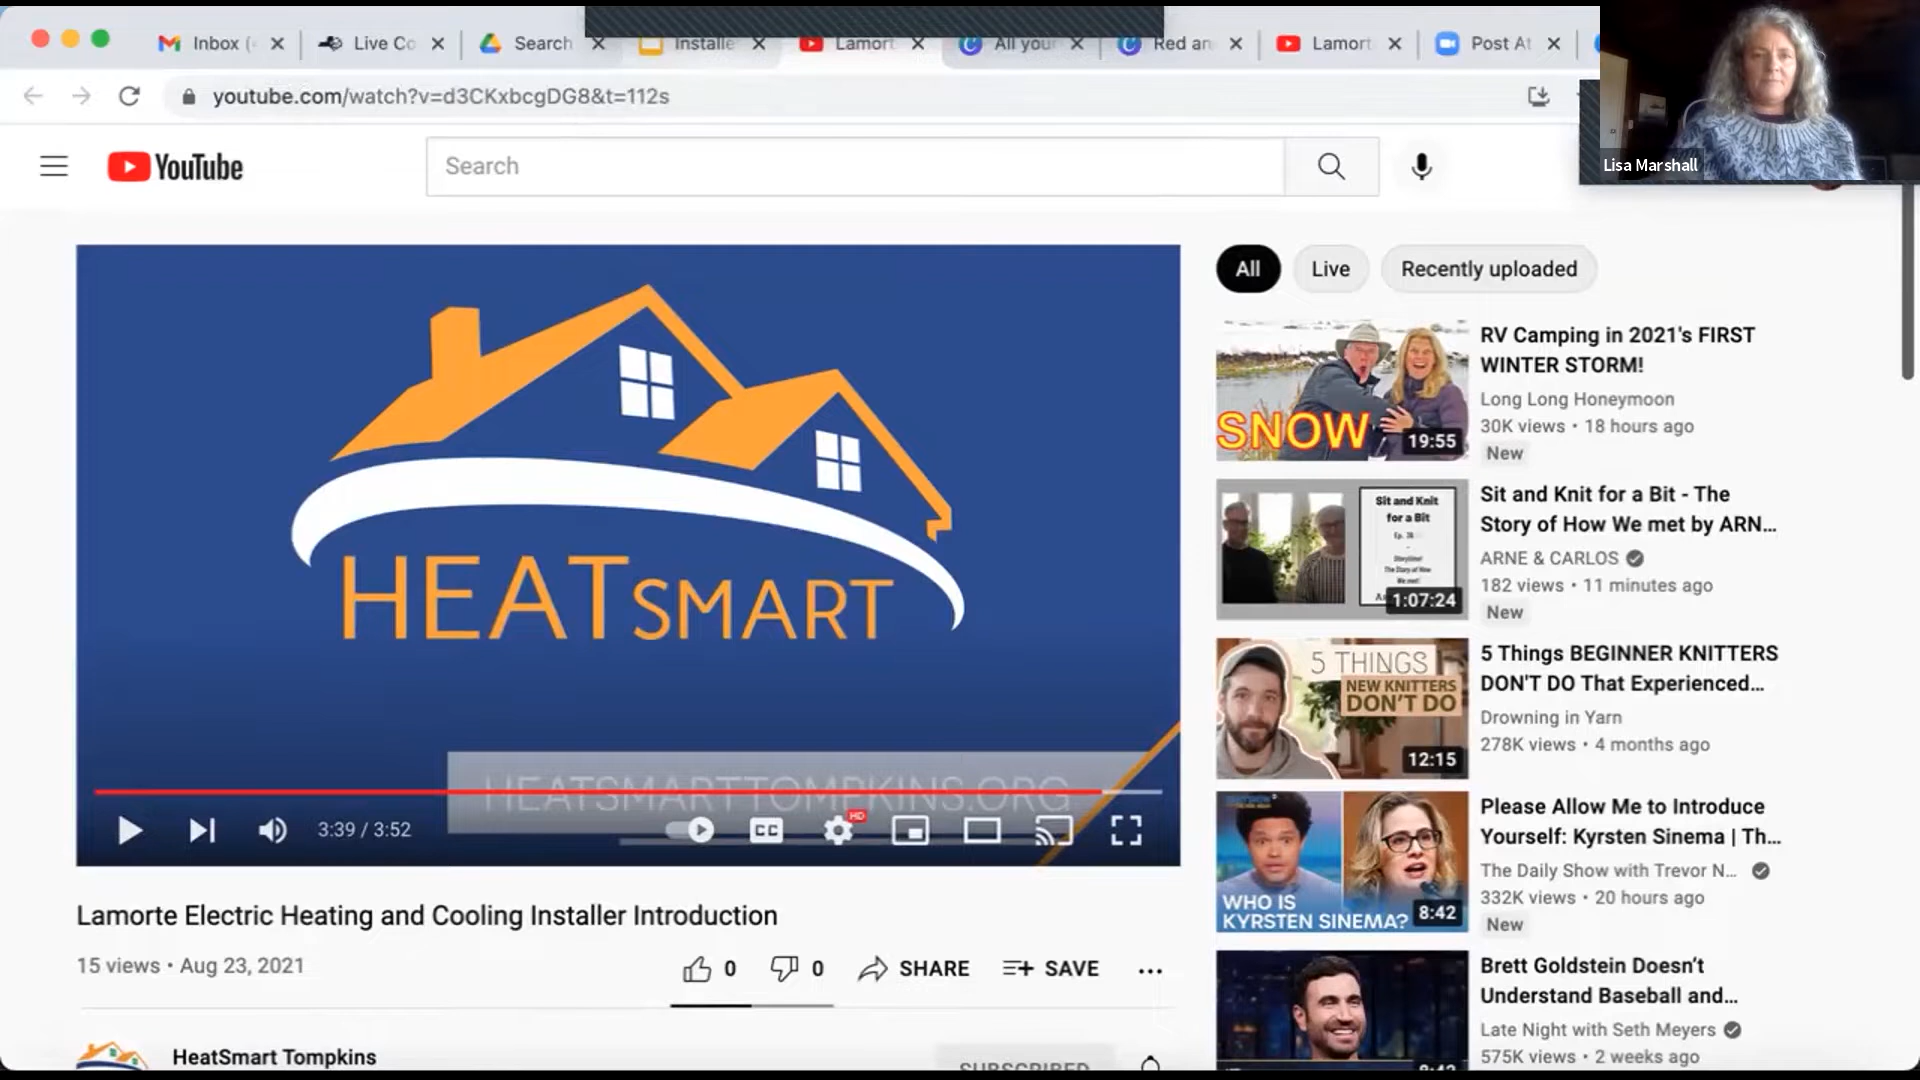 Inbox (
Live Co
Search
Installe
Lamort
All your
Red an
Lamort
Post At
youtube.com/watch?v=d3CKxbcgDG8&t=112s
YouTube
Search
Lisa Marshall
HEATSMART
HEATSMARTTOMPKINS.ORG
3:39 / 3:52
CC
HD
Lamorte Electric Heating and Cooling Installer Introduction
15 views • Aug 23, 2021
0
0
SHARE
SAVE
HeatSmart Tompkins
SUBSCRIBED
All
Live
Recently uploaded
SNOW
19:55
RV Camping in 2021's FIRST
WINTER STORM!
Long Long Honeymoon
30K views • 18 hours ago
New
Sit and Knit
for a Bit
The Story of How
We met!
1:07:24
Sit and Knit for a Bit - The
Story of How We met by ARN...
ARNE & CARLOS
182 views • 11 minutes ago
New
5 THINGS
NEW KNITTERS
DON'T DO
12:15
5 Things BEGINNER KNITTERS
DON'T DO That Experienced...
Drowning in Yarn
278K views • 4 months ago
WHO IS
KYRSTEN SINEMA?
8:42
Please Allow Me to Introduce
Yourself: Kyrsten Sinema | Th...
The Daily Show with Trevor N...
332K views • 20 hours ago
New
Brett Goldstein Doesn't
Understand Baseball and...
Late Night with Seth Meyers
575K views • 2 weeks ago